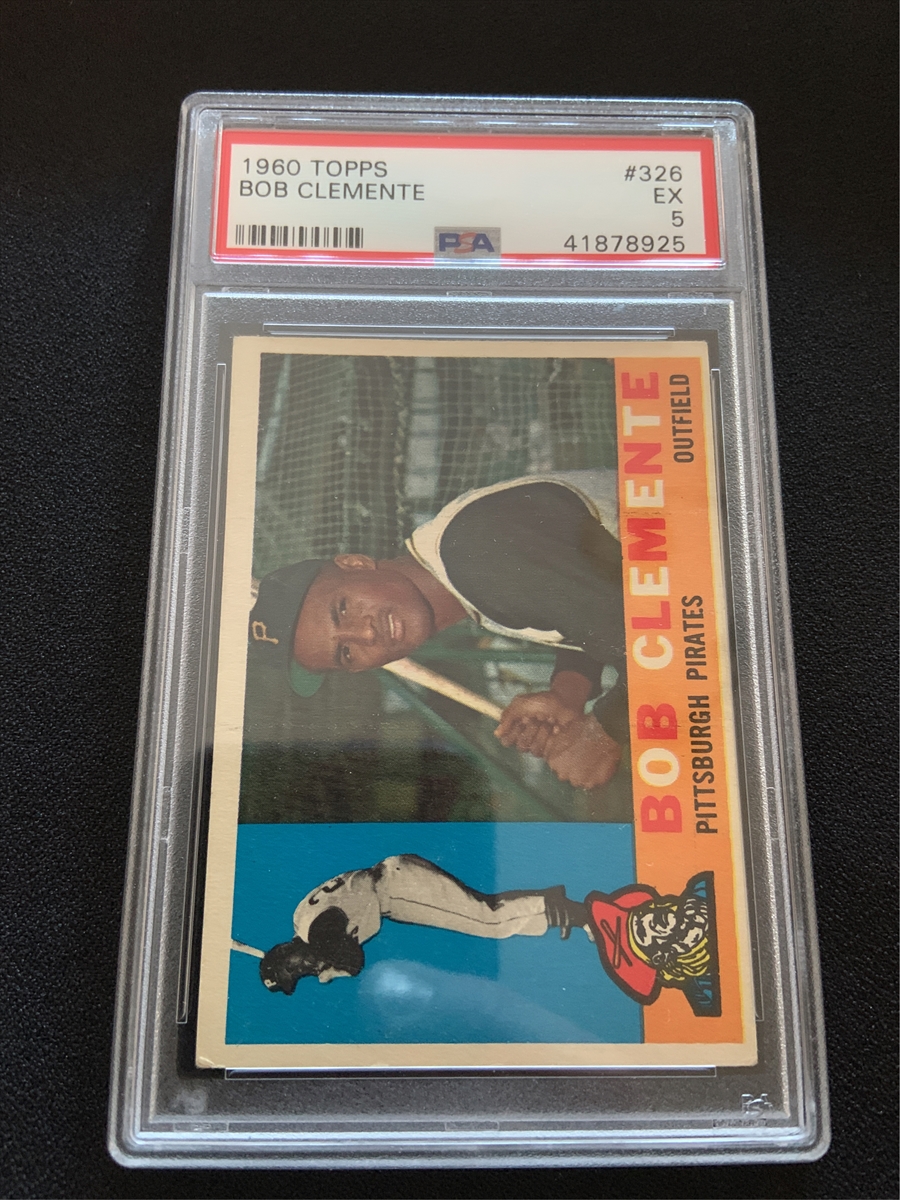 1960 TOPPS
BOB CLEMENTE
#326
EX
5
PSA
41878925
P
BOB CLEMENTE
PITTSBURGH PIRATES OUTFIELD